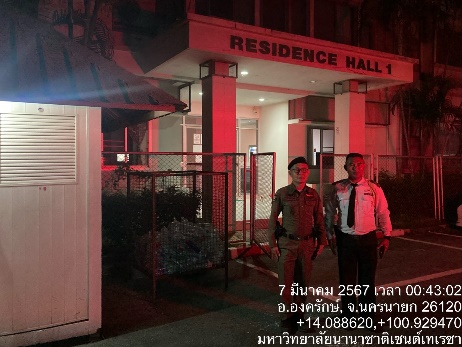 RESIDENCE HALL 1
7 มีนาคม 2567 เวลา 00:43:02
อ.องครักษ์, จ.นครนายก 26120
+14.088620,+100.929470
มหาวิทยาลัยนานาชาติเซนต์เทเรซา